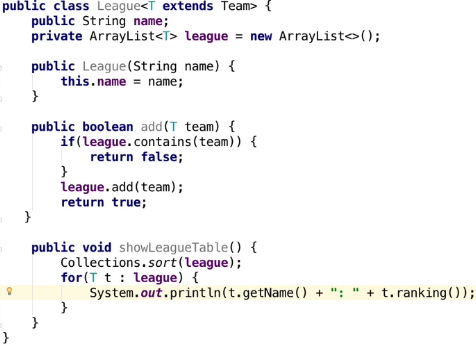 public class League<T extends Team> {
    public String name;
    private ArrayList<T> league = new ArrayList<>();
    public League(String name) {
        this.name = name;
    }
    public boolean add(T team) {
        if(league.contains(team)) {
            return false;
        }
        league.add(team);
        return true;
    }
    public void showLeagueTable() {
        Collections.sort(league);
        for(T t : league) {
            System.out.println(t.getName() + ": " + t.ranking());
        }
    }
}